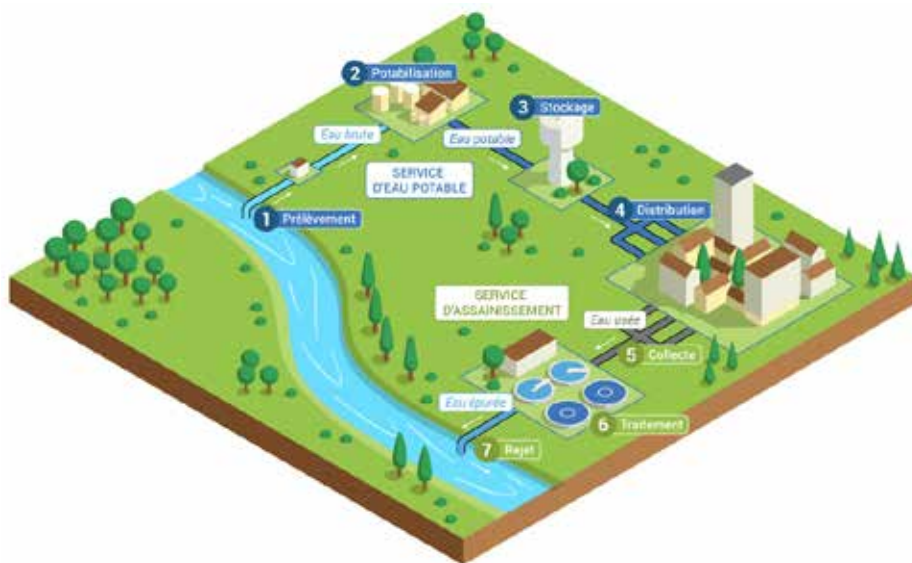 2 Potabilisation
3 Stockage
Eau brute
Eau potable
SERVICE
D'EAU POTABLE
1 Prélèvement
4 Distribution
SERVICE
D'ASSAINISSEMENT
Eau usée
5 Collecte
Eau épurée
6 Traitement
7 Rejet